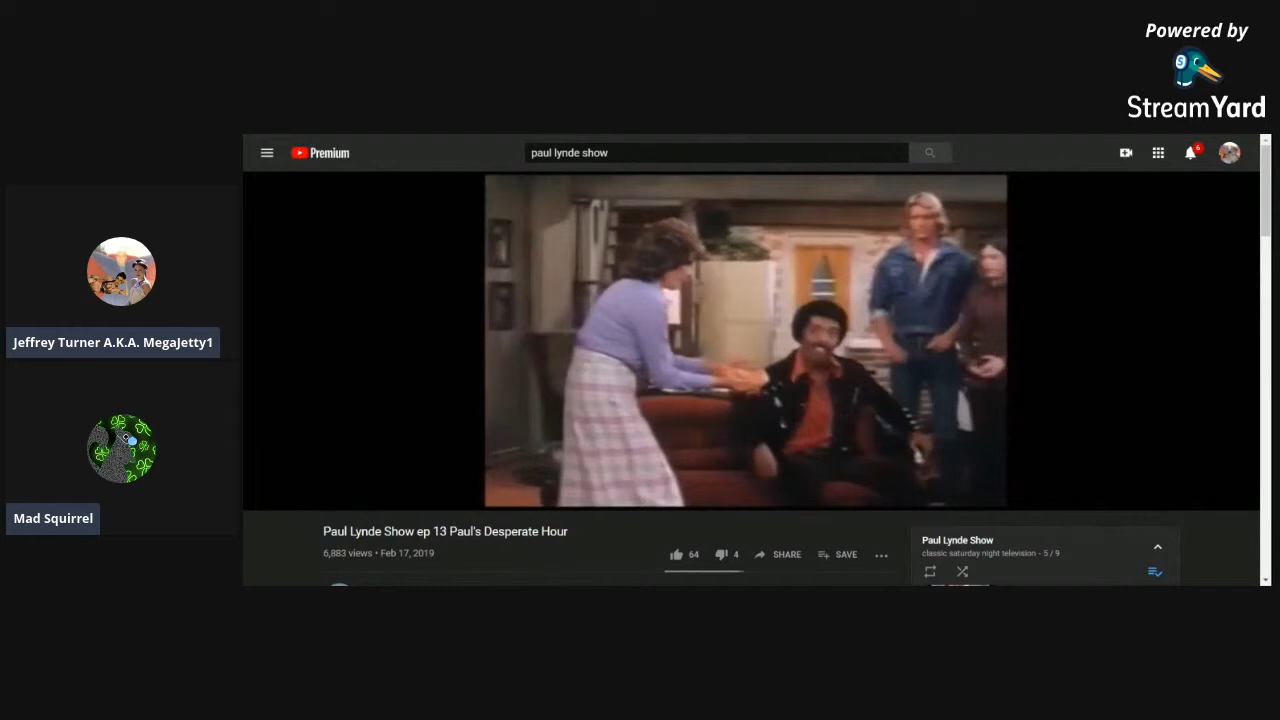 Powered by
StreamYard
Premium
paul lynde show
6
Jeffrey Turner A.K.A. MegaJetty1
Mad Squirrel
Paul Lynde Show ep 13 Paul's Desperate Hour
6,883 views • Feb 17, 2019
64
4
SHARE
SAVE
Paul Lynde Show
classic saturday night television - 5 / 9